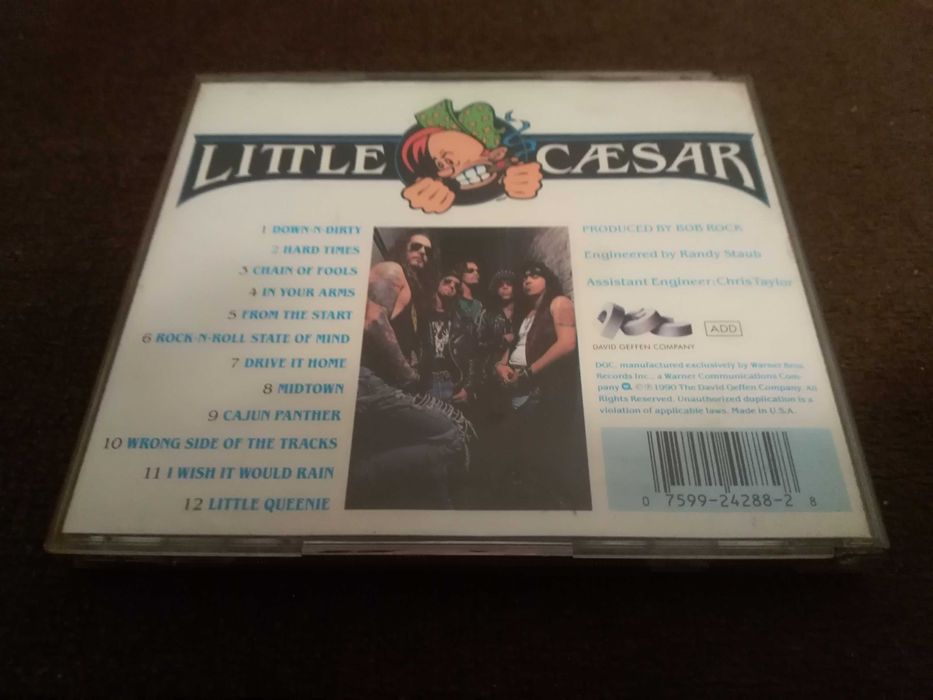 LITTLE CÆSAR
1 DOWN-N-DIRTY
2 HARD TIMES
3 CHAIN OF FOOLS
4 IN YOUR ARMS
5 FROM THE START
6 ROCK-N-ROLL STATE OF MIND
7 DRIVE IT HOME
8 MIDTOWN
9 CAJUN PANTHER
10 WRONG SIDE OF THE TRACKS
11 I WISH IT WOULD RAIN
12 LITTLE QUEENIE
PRODUCED BY BOB ROCK
Engineered by Randy Staub
Assistant Engineer: Chris Taylor
DAVID GEFFEN COMPANY
ADD
DGC, manufactured exclusively by Warner Bros.
Records Inc., a Warner Communications Com-
pany ©℗ 1990 The David Geffen Company. All
Rights Reserved. Unauthorized duplication is a
violation of applicable laws. Made in U.S.A.
0 7599-24288-2 8